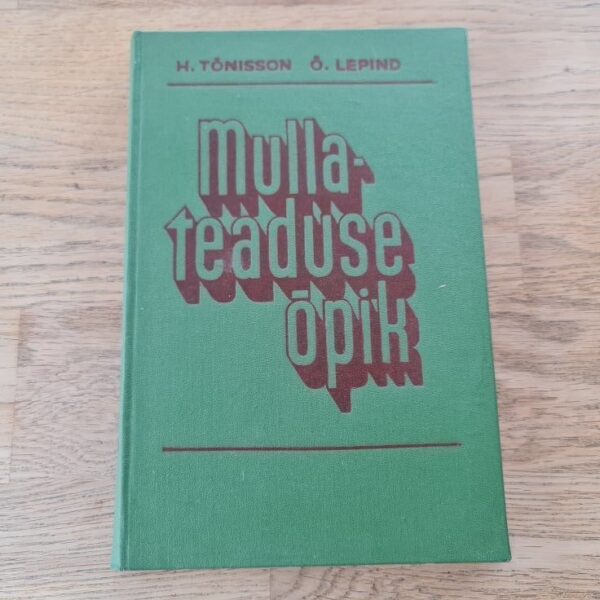 H. TÕNISSON Õ. LEPIND
Mulla-
teaduse
õpik